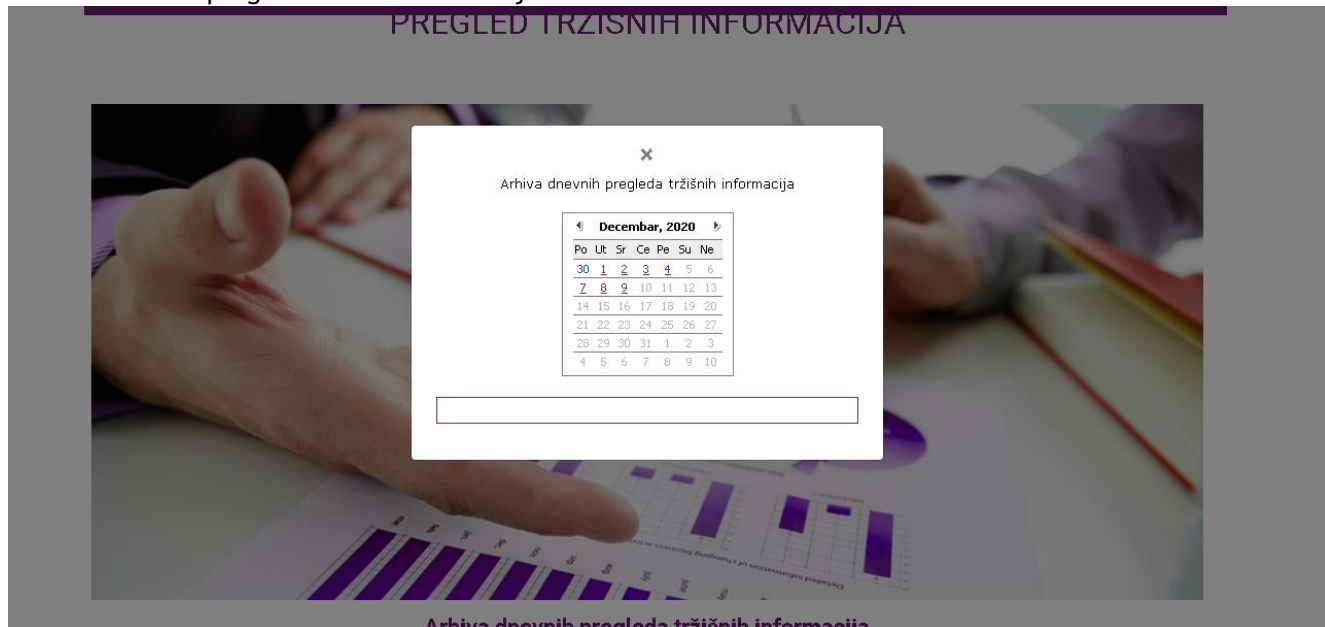 PREGLED TRŽIŠNIH INFORMACIJA
×
Arhiva dnevnih pregleda tržišnih informacija
Decembar, 2020
Po Ut Sr Ce Pe Su Ne
30 1 2 3 4 5 6
7 8 9 10 11 12 13
14 15 16 17 18 19 20
21 22 23 24 25 26 27
28 29 30 31 1 2 3
4 5 6 7 8 9 10
Arhiva dnevnih pregleda tržišnih informacija